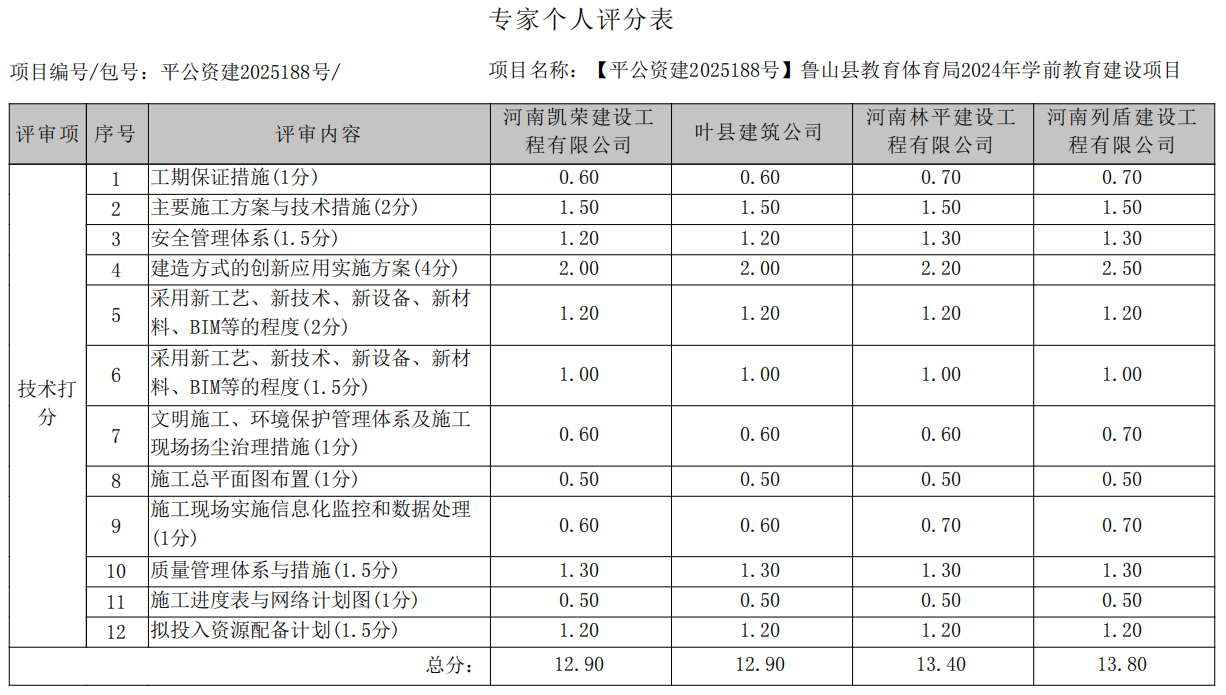 专家个人评分表
项目编号/包号：平公资建2025188号/ 项目名称：【平公资建2025188号】鲁山县教育体育局2024年学前教育建设项目
评审项 序号 评审内容 河南凯荣建设工程有限公司 叶县建筑公司 河南林平建设工程有限公司 河南列盾建设工程有限公司
技术打分
1 工期保证措施(1分) 0.60 0.60 0.70 0.70
2 主要施工方案与技术措施(2分) 1.50 1.50 1.50 1.50
3 安全管理体系(1.5分) 1.20 1.20 1.30 1.30
4 建造方式的创新应用实施方案(4分) 2.00 2.00 2.20 2.50
5 采用新工艺、新技术、新设备、新材料、BIM等的程度(2分) 1.20 1.20 1.20 1.20
6 采用新工艺、新技术、新设备、新材料、BIM等的程度(1.5分) 1.00 1.00 1.00 1.00
7 文明施工、环境保护管理体系及施工现场扬尘治理措施(1分) 0.60 0.60 0.60 0.70
8 施工总平面图布置(1分) 0.50 0.50 0.50 0.50
9 施工现场实施信息化监控和数据处理(1分) 0.60 0.60 0.70 0.70
10 质量管理体系与措施(1.5分) 1.30 1.30 1.30 1.30
11 施工进度表与网络计划图(1分) 0.50 0.50 0.50 0.50
12 拟投入资源配备计划(1.5分) 1.20 1.20 1.20 1.20
总分： 12.90 12.90 13.40 13.80